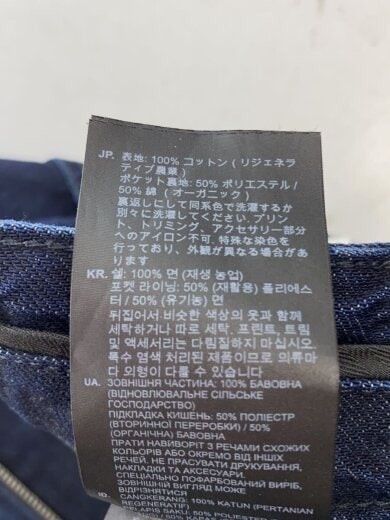 JP. 表地: 100% コットン ( リジェネラ
ティブ農業 )
ポケット裏地: 50% ポリエステル /
50% 綿 ( オーガニック )
裏返しにして同系色で洗濯するか
別々に洗濯してください。プリン
ト、トリミング、アクセサリー部分
へのアイロン不可. 特殊な染色を
行っており、外観が異なる場合があ
ります
KR. 쉘: 100% 면 (재생 농업)
포켓 라이닝: 50% (재활용) 폴리에스
터 / 50% (유기농) 면
뒤집어서 비슷한 색상의 옷과 함께
세탁하거나 따로 세탁. 프린트, 트림
및 액세서리는 다림질 하지 마십시오.
특수 염색 처리된 제품이므로 의류마
다 외형이 다를 수 있음.
UA. ЗОВНІШНЯ ЧАСТИНА: 100% БАВОВНА
(ВІДНОВЛЮВАЛЬНЕ СІЛЬСЬКЕ
ГОСПОДАРСТВО)
ПІДКЛАДКА КИШЕНЬ: 50% ПОЛІЕСТР
(ВТОРИННОЇ ПЕРЕРОБКИ) / 50%
(ОРГАНІЧНА) БАВОВНА
ПРАТИ НАВИВОРІТ З РЕЧАМИ СХОЖИХ
КОЛЬОРІВ АБО ОКРЕМО ВІД ІНШИХ
РЕЧЕЙ. НЕ ПРАСУВАТИ ДРУКУВАННЯ,
НАКЛАДКИ ТА АКСЕСУАРИ.
СПЕЦІАЛЬНО ПОФАРБОВАНИЙ ВИРІБ,
ЗОВНІШНІЙ ВИГЛЯД МОЖЕ
ВІДРІЗНЯТИСЯ
ID. CANGKERANG: 100% KATUN (PERTANIAN
REGENERATIF)
PELAPIS SAKU: 50% POLIESTER